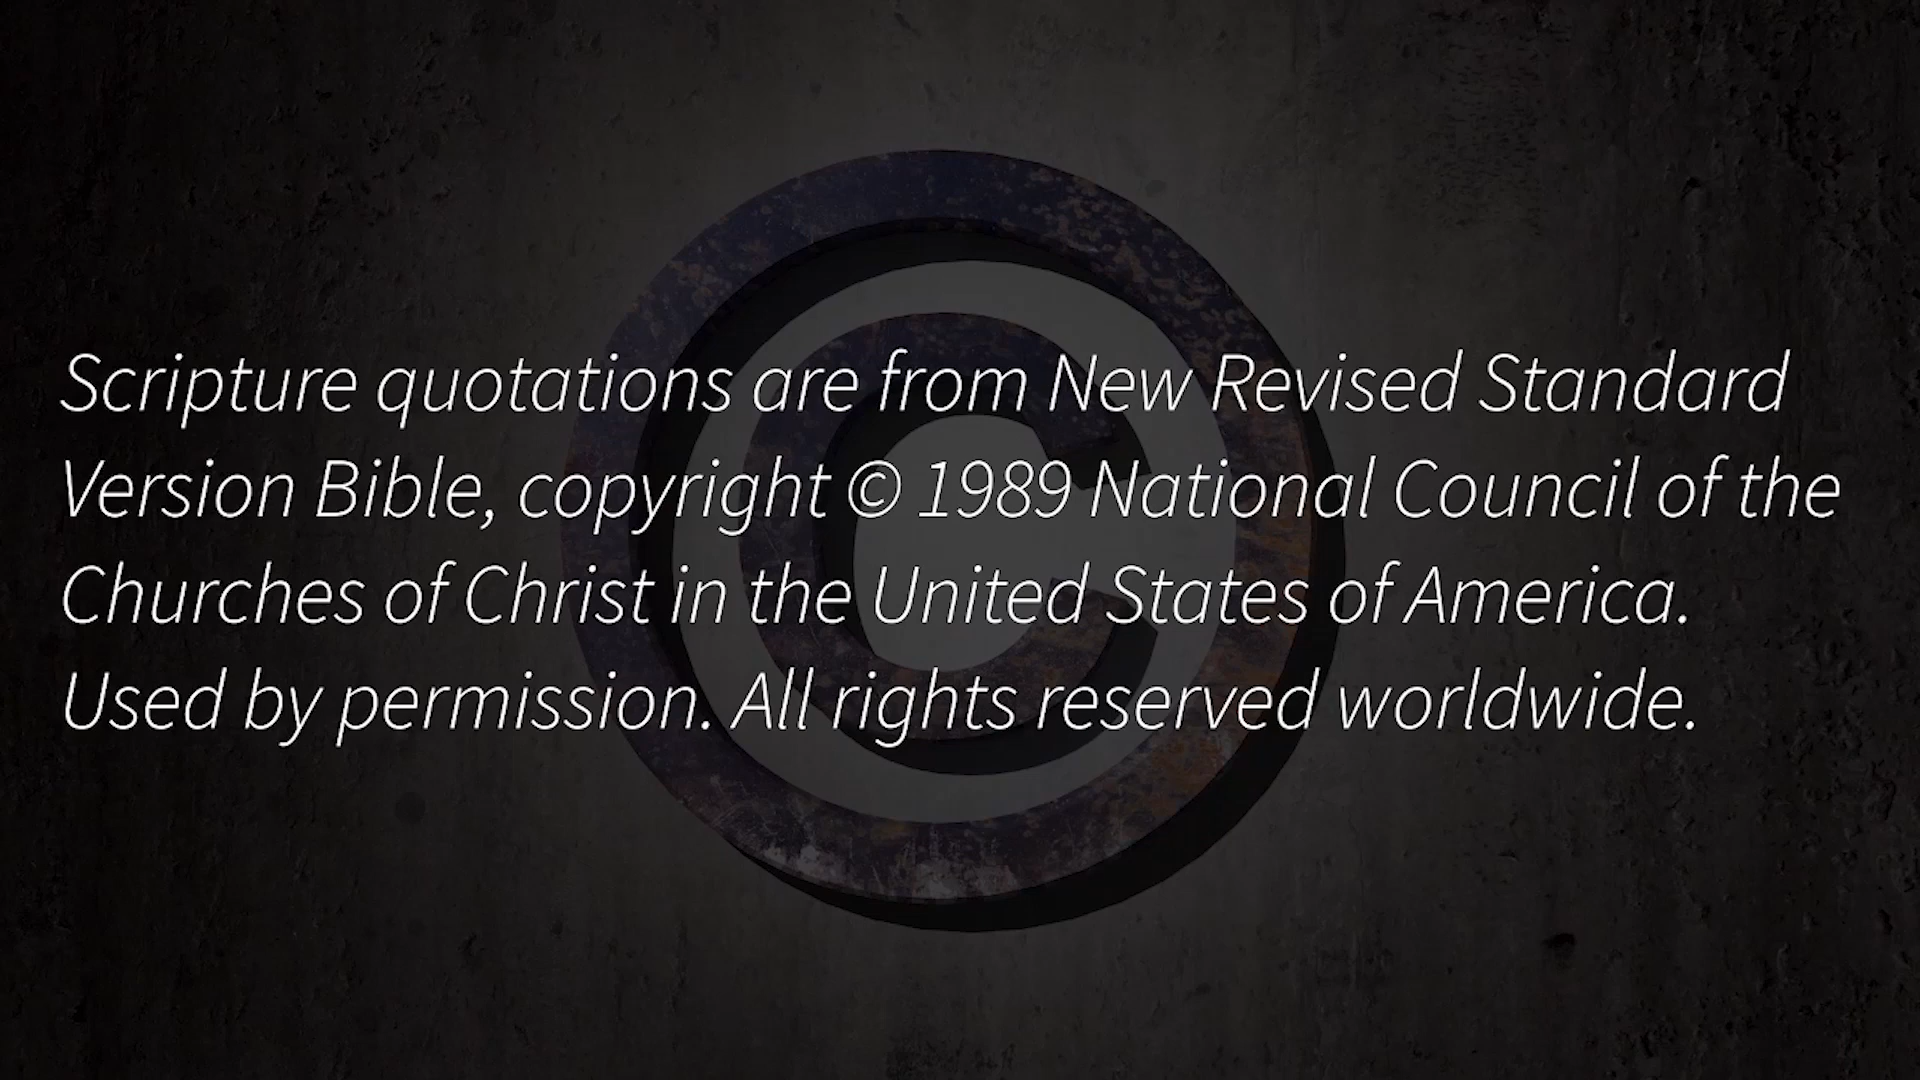 Scripture quotations are from New Revised Standard
Version Bible, copyright © 1989 National Council of the
Churches of Christ in the United States of America.
Used by permission. All rights reserved worldwide.